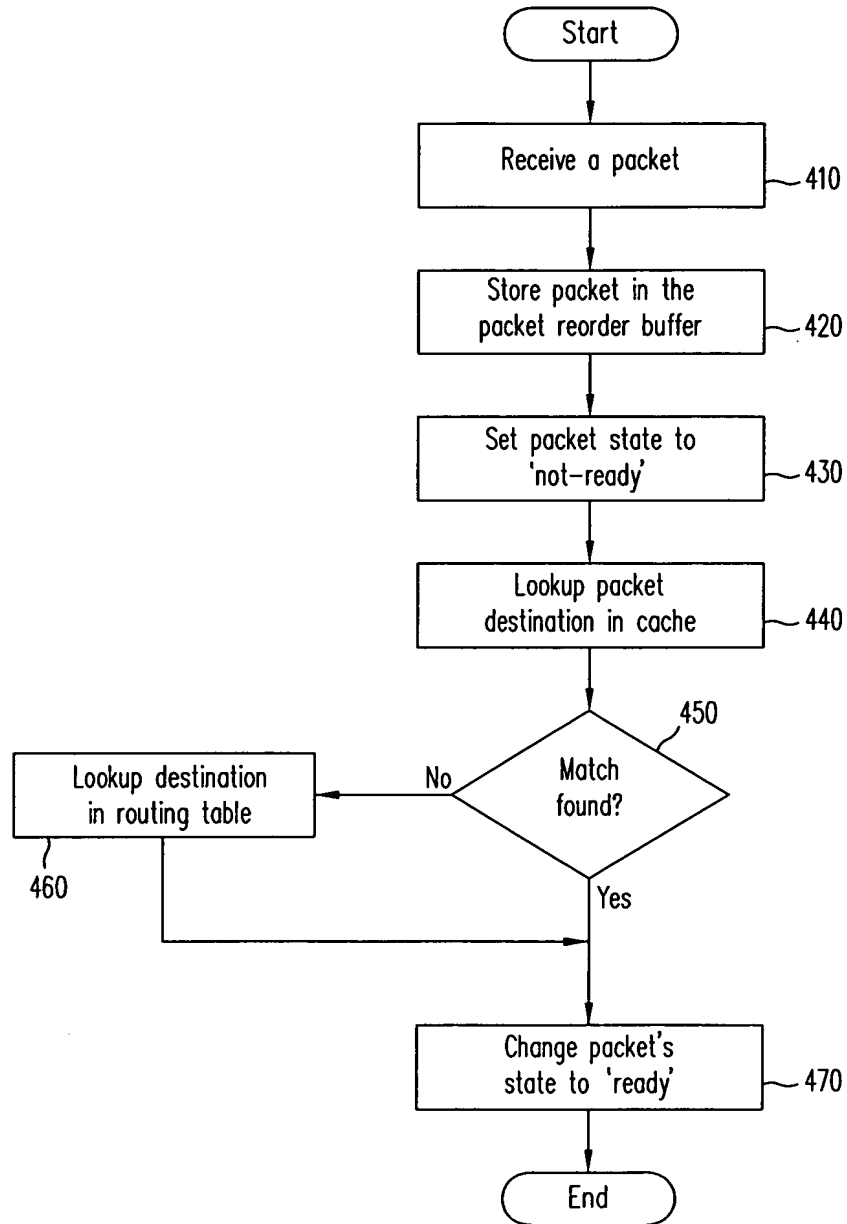 Start
Receive a packet
410
Store packet in the
packet reorder buffer
420
Set packet state to
'not-ready'
430
Lookup packet
destination in cache
440
450
Match
found?
No
Lookup destination
in routing table
460
Yes
Change packet's
state to 'ready'
470
End